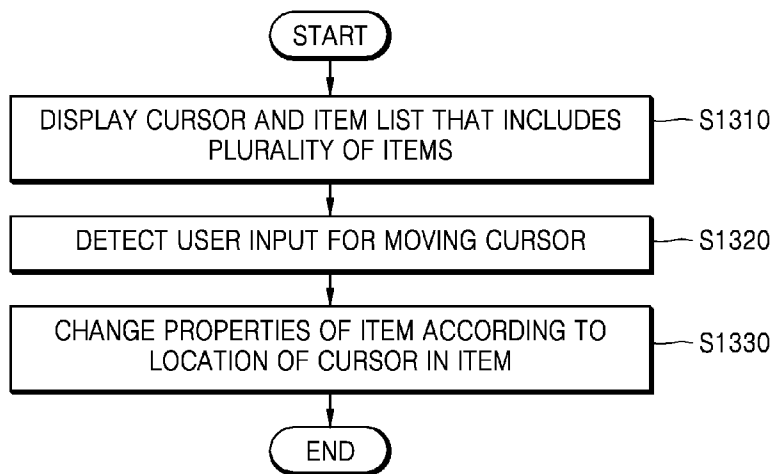 START
DISPLAY CURSOR AND ITEM LIST THAT INCLUDES
PLURALITY OF ITEMS
S1310
DETECT USER INPUT FOR MOVING CURSOR
S1320
CHANGE PROPERTIES OF ITEM ACCORDING TO
LOCATION OF CURSOR IN ITEM
S1330
END